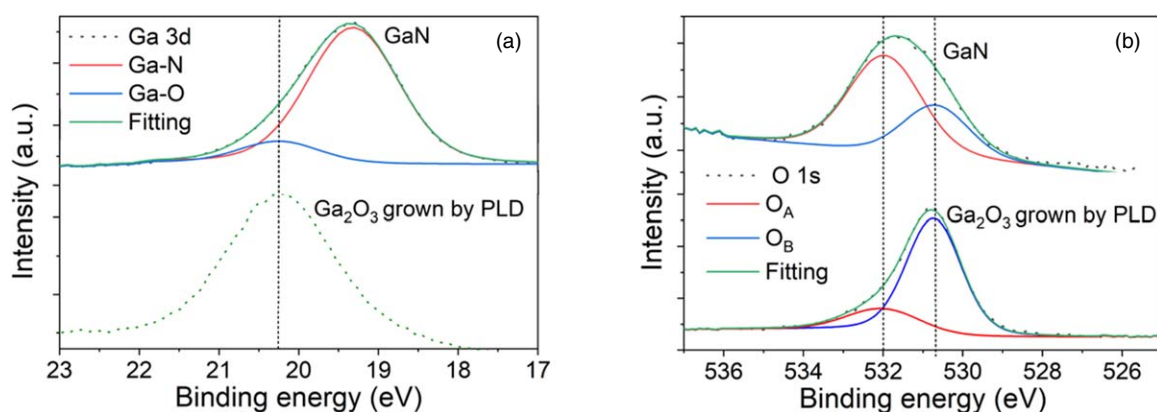 Ga 3d
Ga-N
Ga-O
Fitting
GaN
(a)
Ga₂O₃ grown by PLD
Intensity (a.u.)
23 22 21 20 19 18 17
Binding energy (eV)
GaN
(b)
O 1s
O_A
O_B
Fitting
Ga₂O₃ grown by PLD
Intensity (a.u.)
536 534 532 530 528 526
Binding energy (eV)